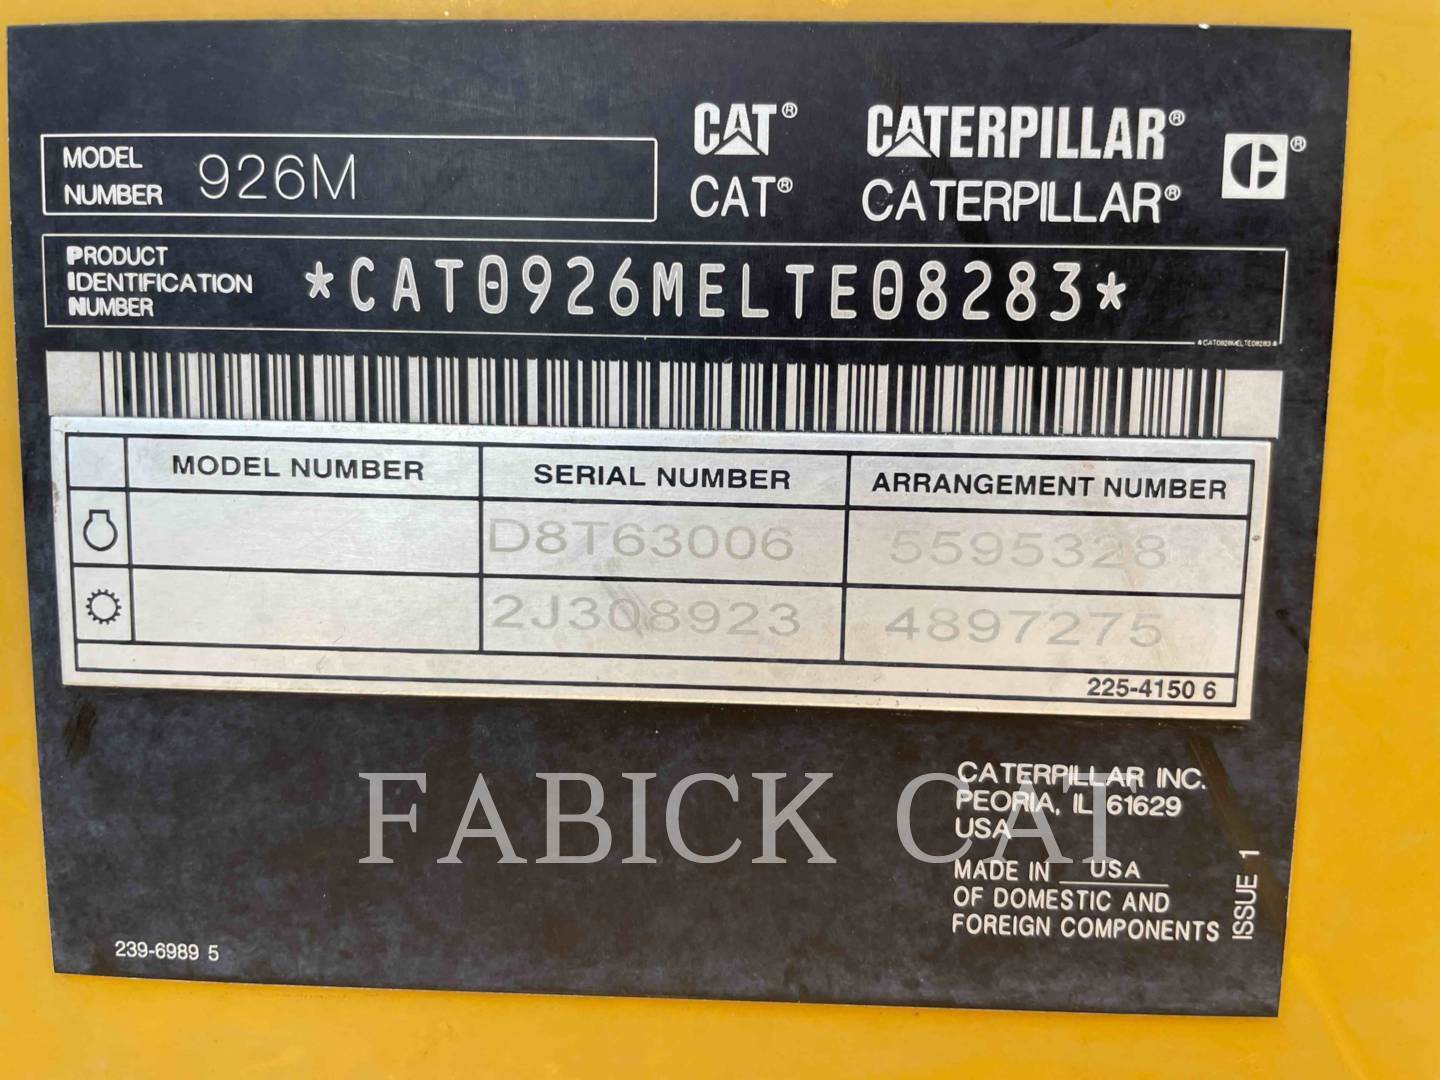 CAT® CATERPILLAR®
MODEL NUMBER 926M
CAT® CATERPILLAR®
PRODUCT
IDENTIFICATION
NUMBER
*CAT0926MELTE08283*
*CAT0926MELTE08283*
MODEL NUMBER SERIAL NUMBER ARRANGEMENT NUMBER
D8T63006 5595328
2J308923 4897275
225-4150 6
FABICK CAT
CATERPILLAR INC.
PEORIA, IL 61629
USA
MADE IN USA
OF DOMESTIC AND
FOREIGN COMPONENTS
ISSUE 1
239-6989 5